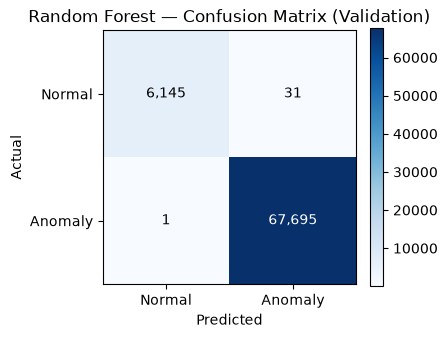 Random Forest — Confusion Matrix (Validation)
Normal
Anomaly
Actual
6,145
31
1
67,695
Normal
Anomaly
Predicted
60000
50000
40000
30000
20000
10000